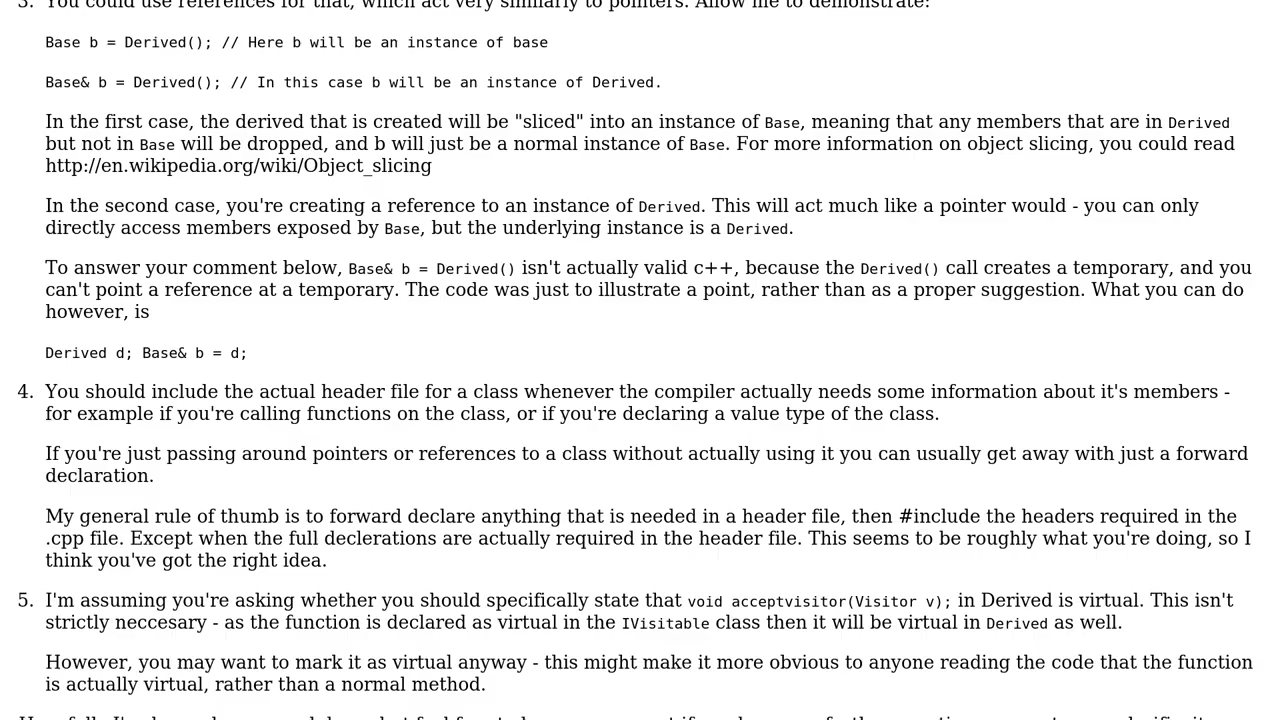 3. You could use references for that, which act very similarly to pointers. Allow me to demonstrate:
Base b = Derived(); // Here b will be an instance of base
Base& b = Derived(); // In this case b will be an instance of Derived.
In the first case, the derived that is created will be "sliced" into an instance of Base, meaning that any members that are in Derived
but not in Base will be dropped, and b will just be a normal instance of Base. For more information on object slicing, you could read
http://en.wikipedia.org/wiki/Object_slicing
In the second case, you're creating a reference to an instance of Derived. This will act much like a pointer would - you can only
directly access members exposed by Base, but the underlying instance is a Derived.
To answer your comment below, Base& b = Derived() isn't actually valid c++, because the Derived() call creates a temporary, and you
can't point a reference at a temporary. The code was just to illustrate a point, rather than as a proper suggestion. What you can do
however, is
Derived d; Base& b = d;
4. You should include the actual header file for a class whenever the compiler actually needs some information about it's members -
for example if you're calling functions on the class, or if you're declaring a value type of the class.
If you're just passing around pointers or references to a class without actually using it you can usually get away with just a forward
declaration.
My general rule of thumb is to forward declare anything that is needed in a header file, then #include the headers required in the
.cpp file. Except when the full declerations are actually required in the header file. This seems to be roughly what you're doing, so I
think you've got the right idea.
5. I'm assuming you're asking whether you should specifically state that void acceptvisitor(Visitor v); in Derived is virtual. This isn't
strictly neccesary - as the function is declared as virtual in the IVisitable class then it will be virtual in Derived as well.
However, you may want to mark it as virtual anyway - this might make it more obvious to anyone reading the code that the function
is actually virtual, rather than a normal method.